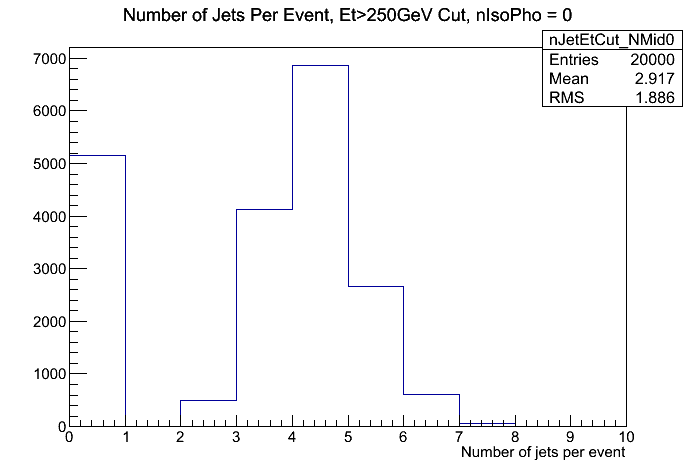 Number of Jets Per Event, Et>250GeV Cut, nIsoPho = 0
nJetEtCut_NMid0
Entries 20000
Mean 2.917
RMS 1.886
7000
6000
5000
4000
3000
2000
1000
0
0 1 2 3 4 5 6 7 8 9 10
Number of jets per event